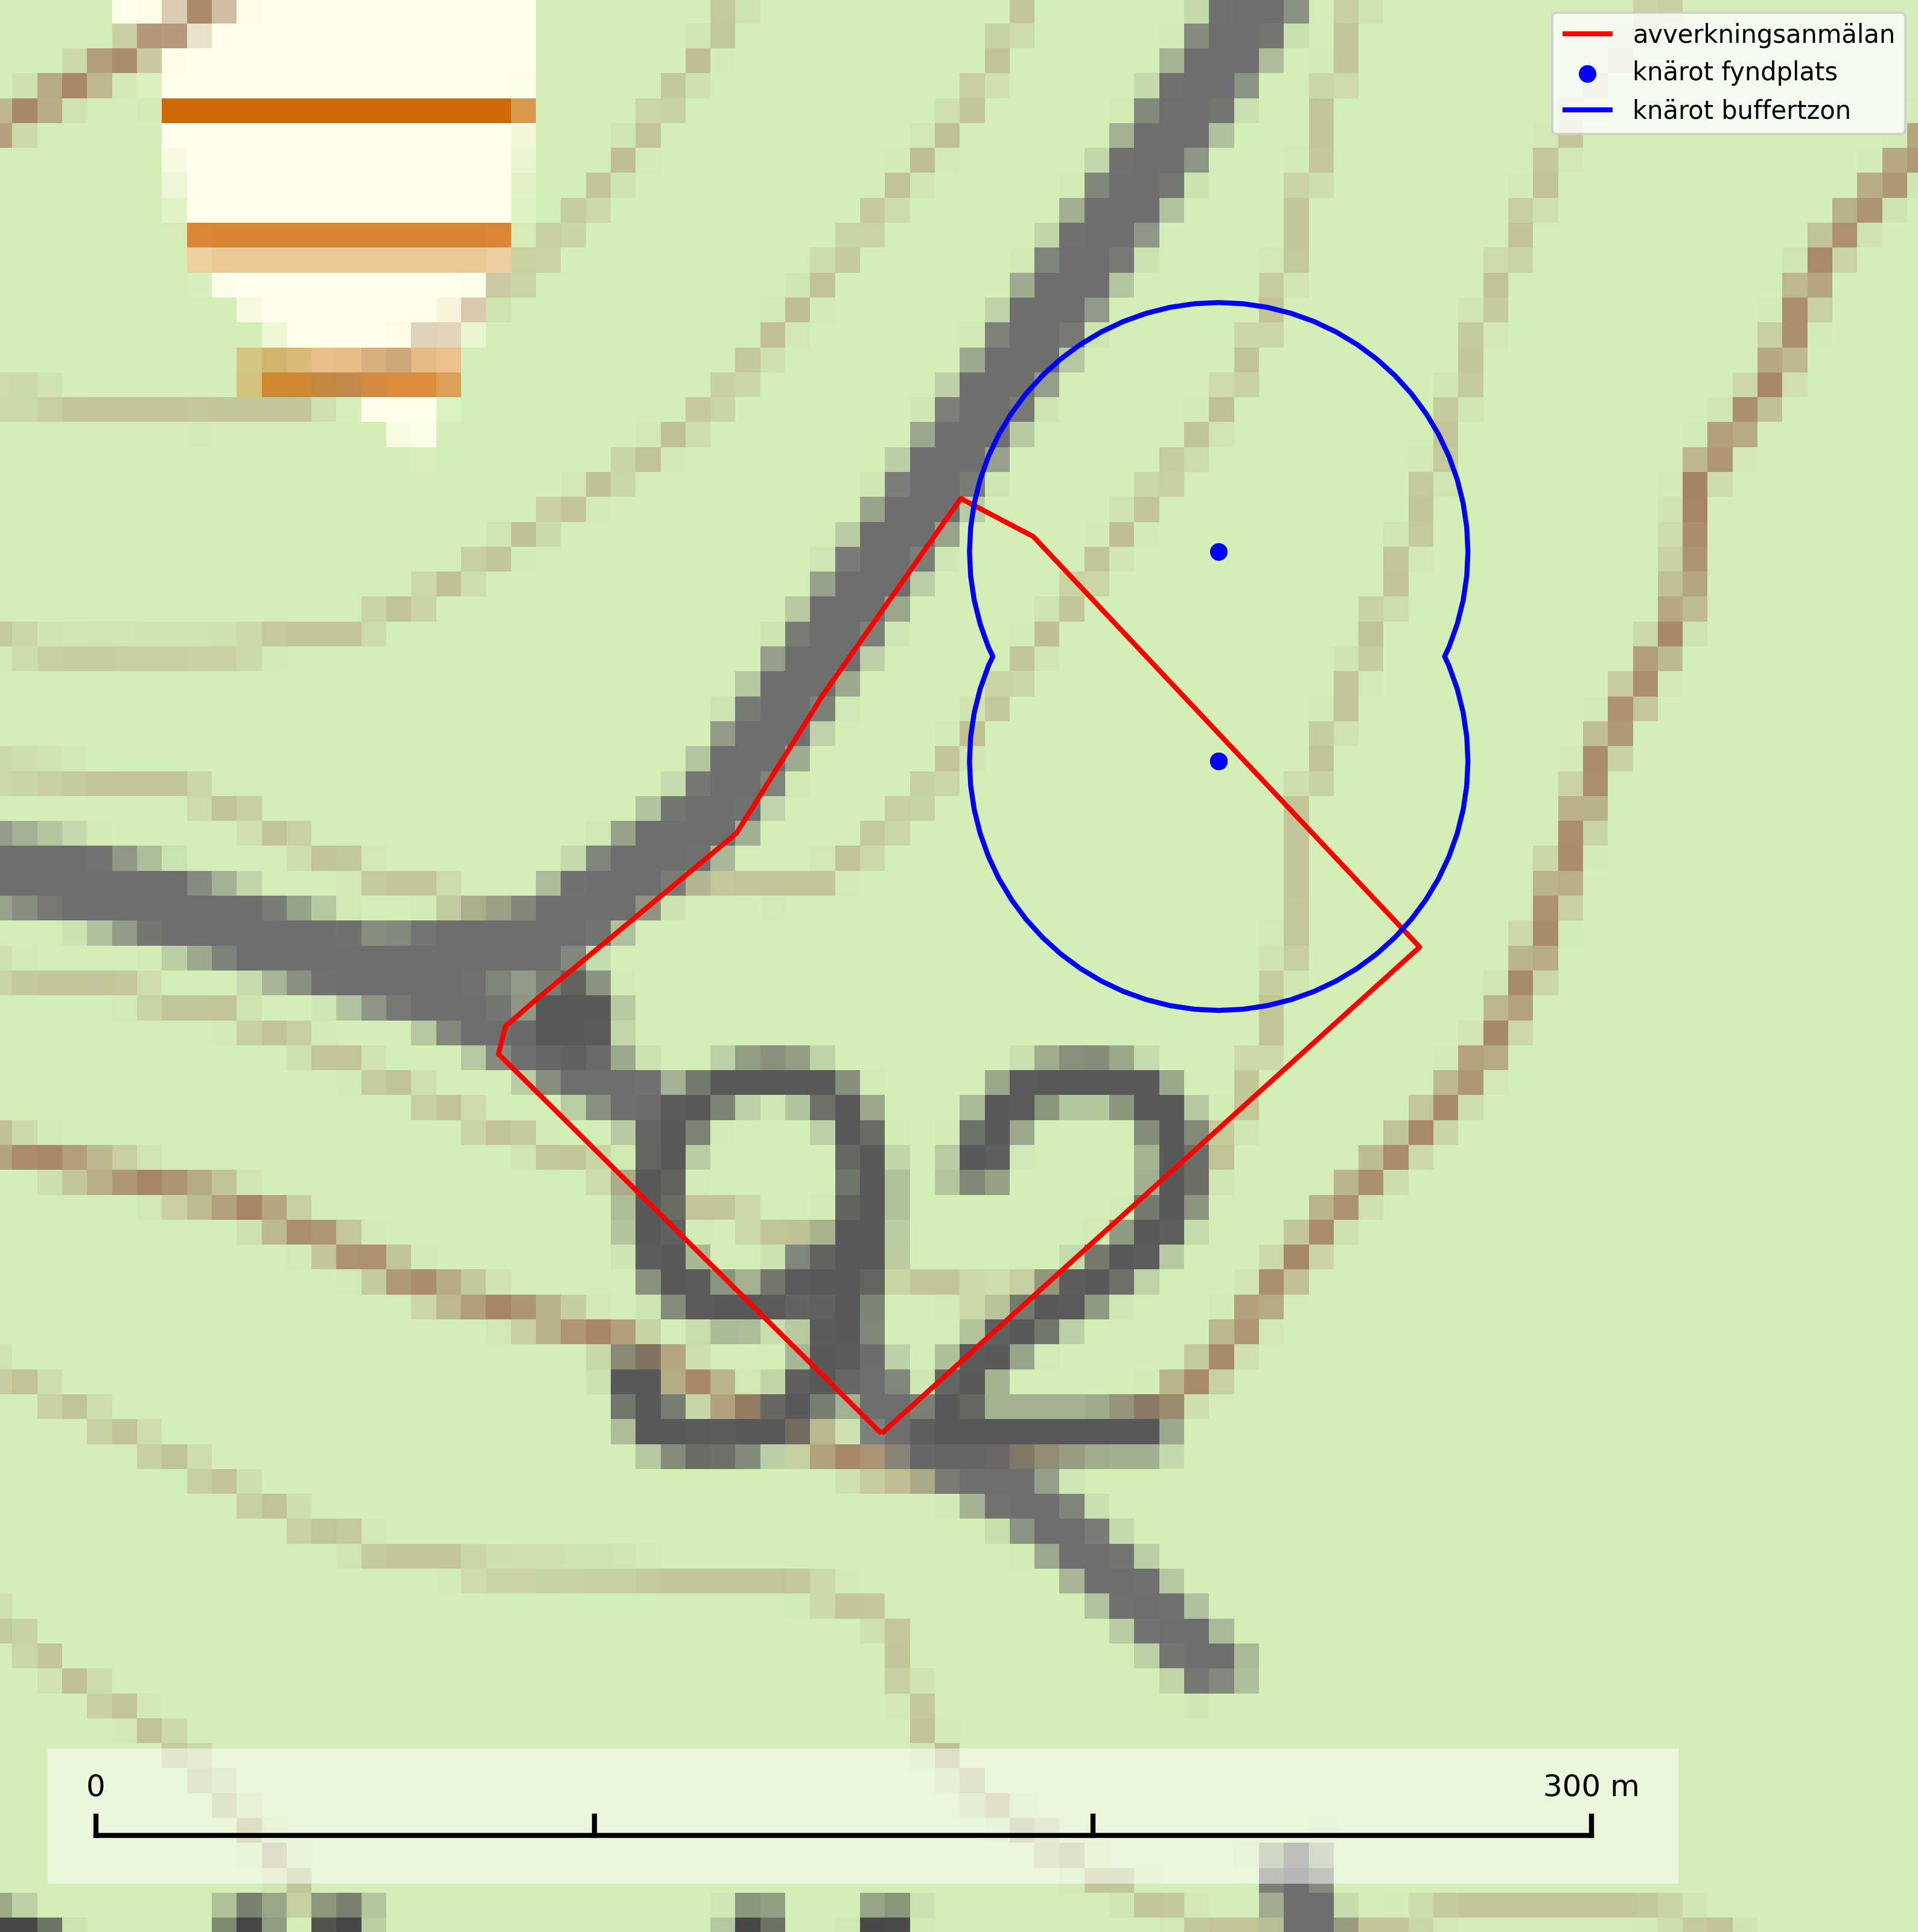 avverkningsanmälan
knärot fyndplats
knärot buffertzon
0 300 m